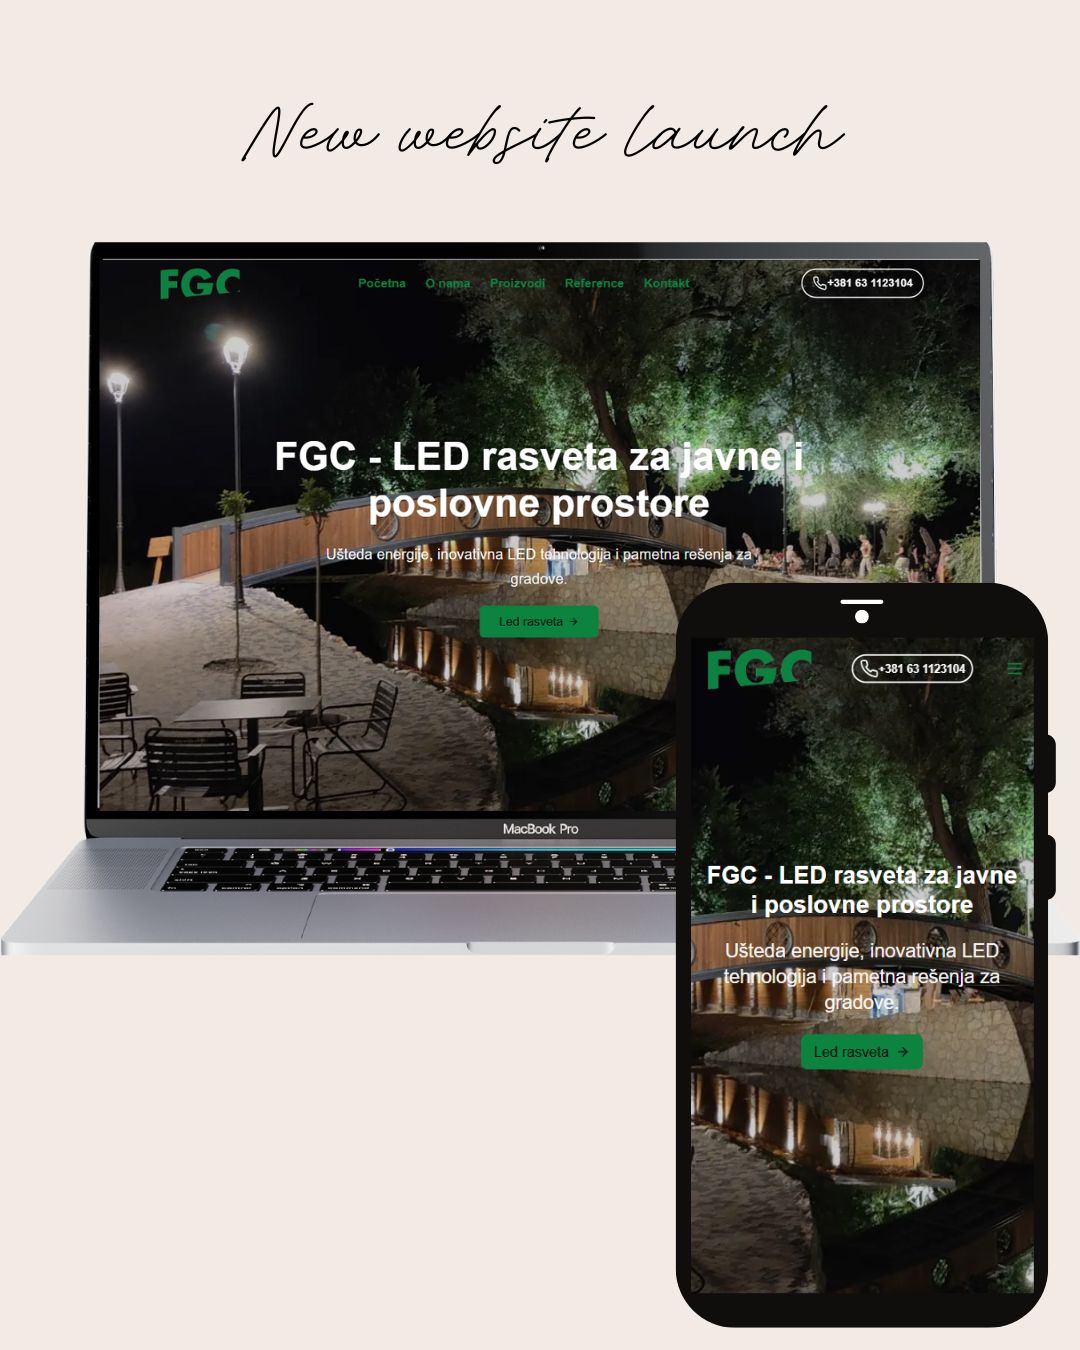 New website launch
FGC
Početna O nama Proizvodi Reference Kontakt
+381 63 1123104
FGC - LED rasveta za javne i
poslovne prostore
Ušteda energije, inovativna LED tehnologija i pametna rešenja za
gradove.
Led rasveta →
MacBook Pro
FGC
+381 63 1123104
FGC - LED rasveta za javne
i poslovne prostore
Ušteda energije, inovativna LED
tehnologija i pametna rešenja za
gradove.
Led rasveta →